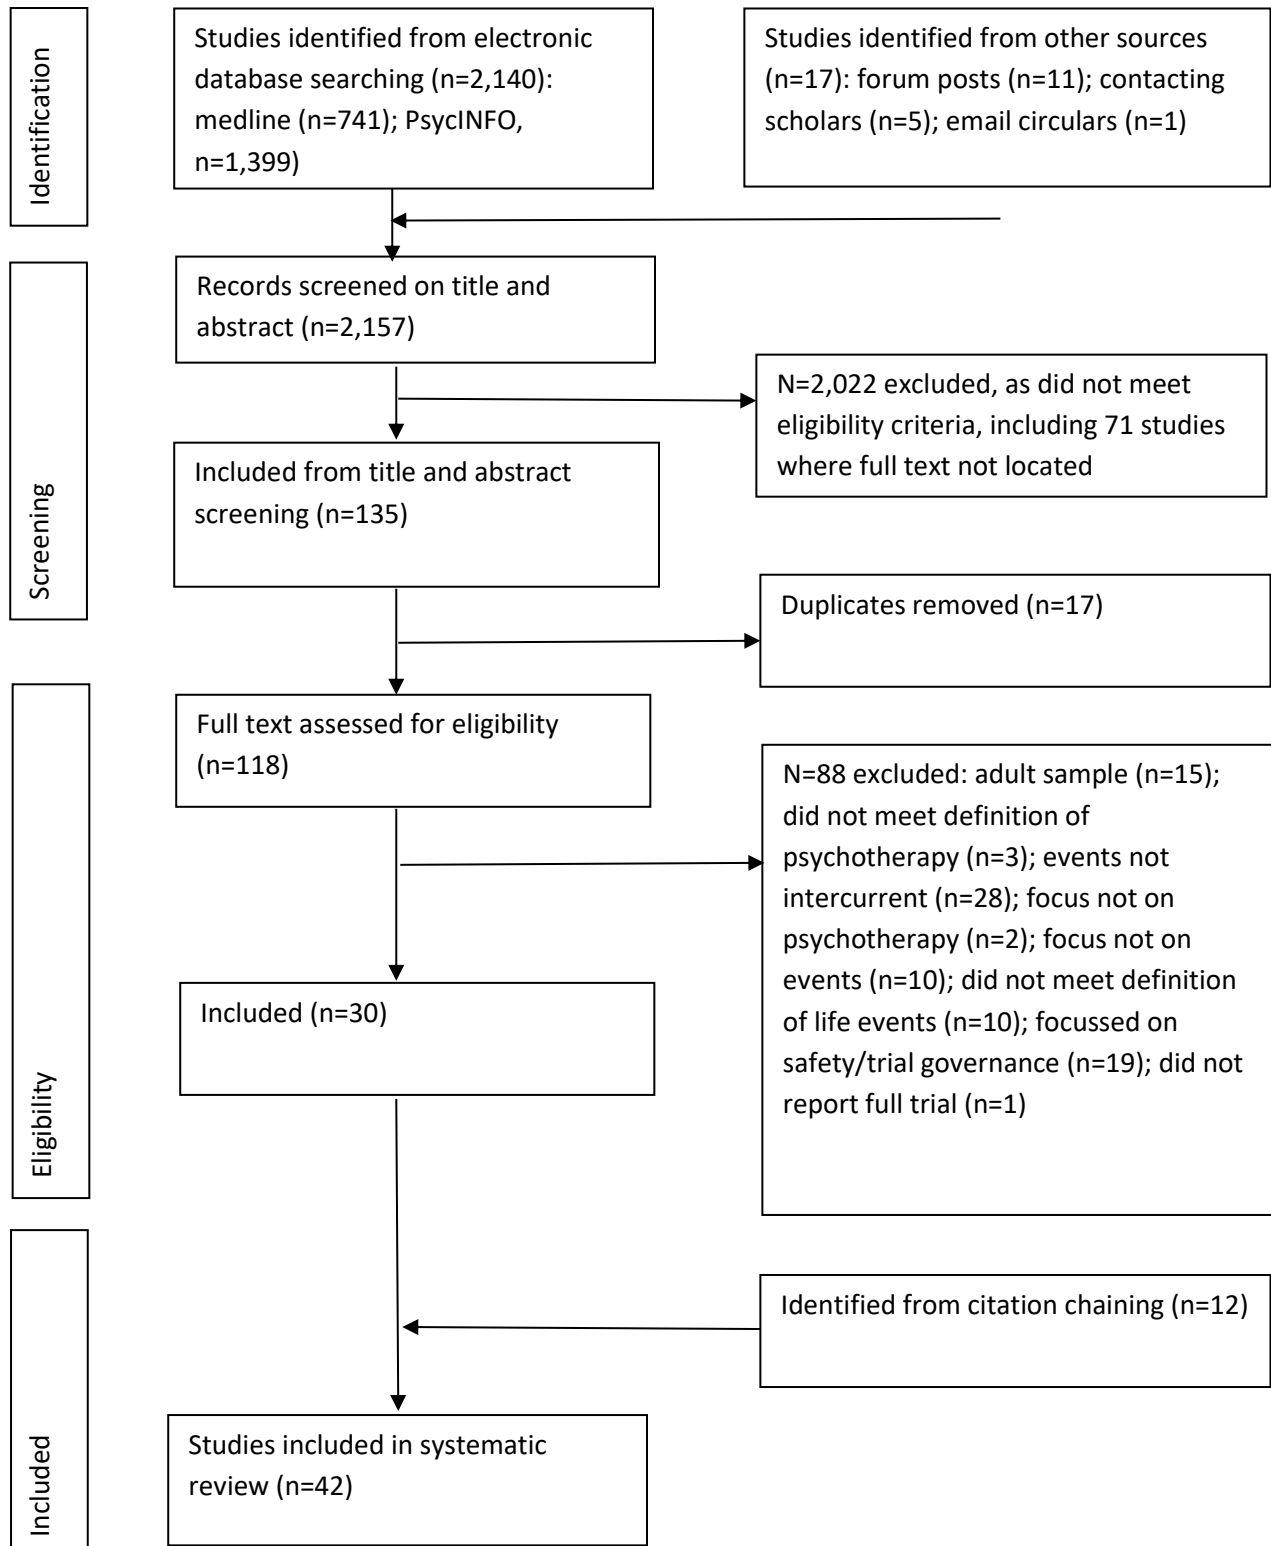 Identification
Studies identified from electronic
database searching (n=2,140):
medline (n=741); PsycINFO,
n=1,399)
Studies identified from other sources
(n=17): forum posts (n=11); contacting
scholars (n=5); email circulars (n=1)
Screening
Records screened on title and
abstract (n=2,157)
N=2,022 excluded, as did not meet
eligibility criteria, including 71 studies
where full text not located
Included from title and abstract
screening (n=135)
Duplicates removed (n=17)
Eligibility
Full text assessed for eligibility
(n=118)
N=88 excluded: adult sample (n=15);
did not meet definition of
psychotherapy (n=3); events not
intercurrent (n=28); focus not on
psychotherapy (n=2); focus not on
events (n=10); did not meet definition
of life events (n=10); focussed on
safety/trial governance (n=19); did not
report full trial (n=1)
Included (n=30)
Identified from citation chaining (n=12)
Included
Studies included in systematic
review (n=42)